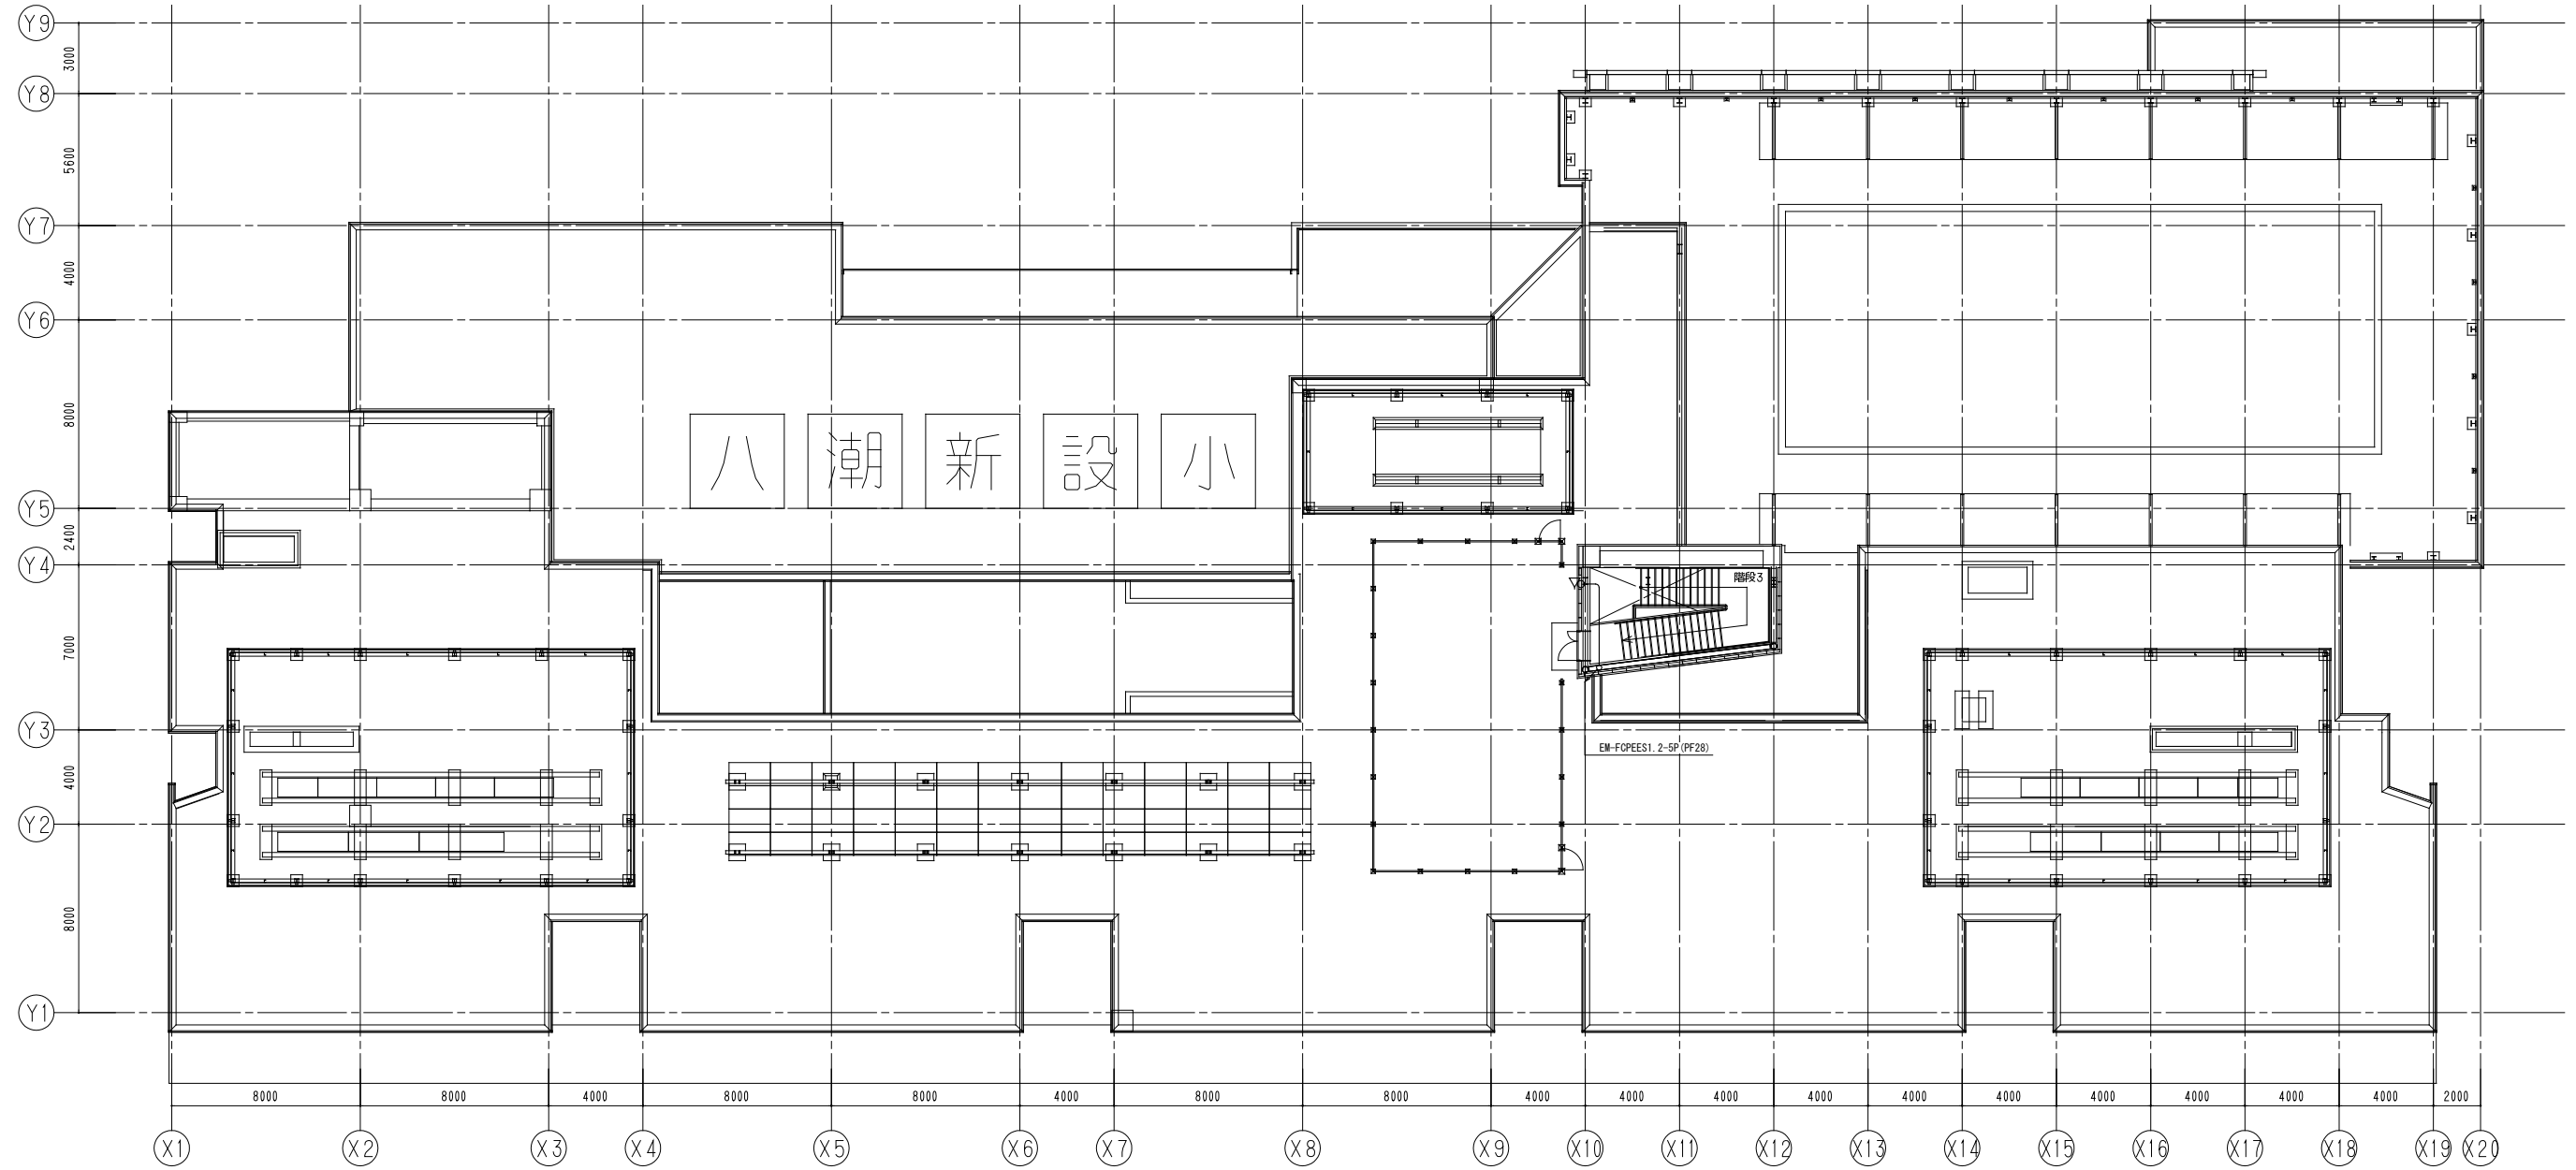 Y9
3000
Y8
5600
Y7
4000
Y6
8000
八潮新設小
Y5
2400
Y4
階段3
7000
Y3
EM-FCPEES1.2-5P(PF28)
4000
Y2
8000
Y1
8000 8000 4000 8000 8000 4000 8000 8000 4000 4000 4000 4000 4000 4000 4000 4000 4000 4000 2000
X1 X2 X3 X4 X5 X6 X7 X8 X9 X10 X11 X12 X13 X14 X15 X16 X17 X18 X19 X20